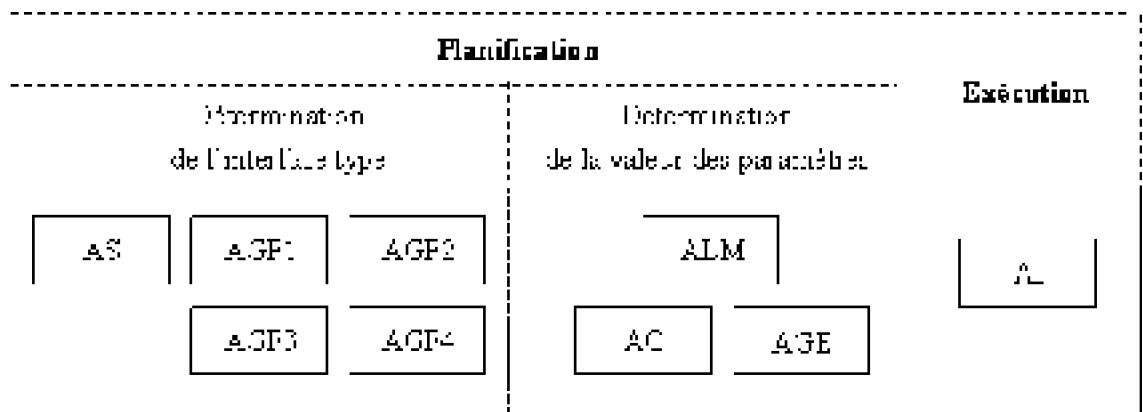 Planification
Exécution
Détermination
Détermination
de l'interface type
de la valeur des paramètres
AS
AGP1
AGP2
ALM
AGP3
AGP4
AC
AGE